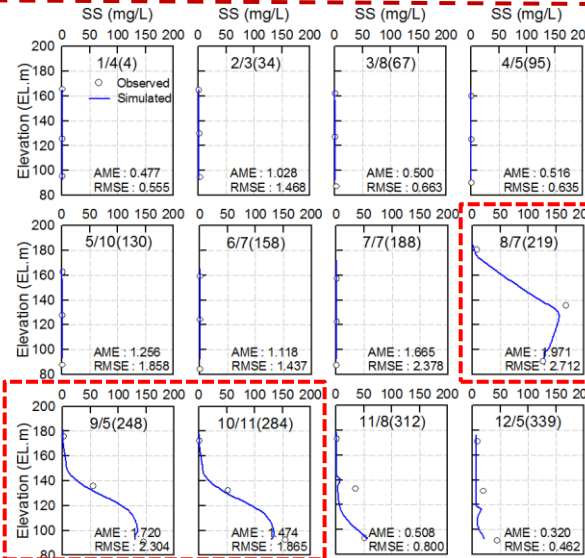 SS (mg/L) SS (mg/L) SS (mg/L) SS (mg/L)
0 50 100 150 200 0 50 100 150 200 0 50 100 150 200 0 50 100 150 200
200 1/4(4) 2/3(34) 3/8(67) 4/5(95)
180 Observed
160 Simulated
140
120
100 AME : 0.477 AME : 1.028 AME : 0.500 AME : 0.516
80 RMSE : 0.555 RMSE : 1.468 RMSE : 0.663 RMSE : 0.635
Elevation (EL.m)
0 50 100 150 200 0 50 100 150 200 0 50 100 150 200 0 50 100 150 200
200 5/10(130) 6/7(158) 7/7(188) 8/7(219)
180
160
140
120
100 AME : 1.256 AME : 1.118 AME : 1.665 AME : 1.971
80 RMSE : 1.858 RMSE : 1.437 RMSE : 2.378 RMSE : 2.712
Elevation (EL.m)
0 50 100 150 200 0 50 100 150 200 0 50 100 150 200 0 50 100 150 200
200 9/5(248) 10/11(284) 11/8(312) 12/5(339)
180
160
140
120
100 AME : 1.720 AME : 1.474 AME : 0.508 AME : 0.320
80 RMSE : 2.304 RMSE : 1.865 RMSE : 0.800 RMSE : 0.462
Elevation (EL.m)